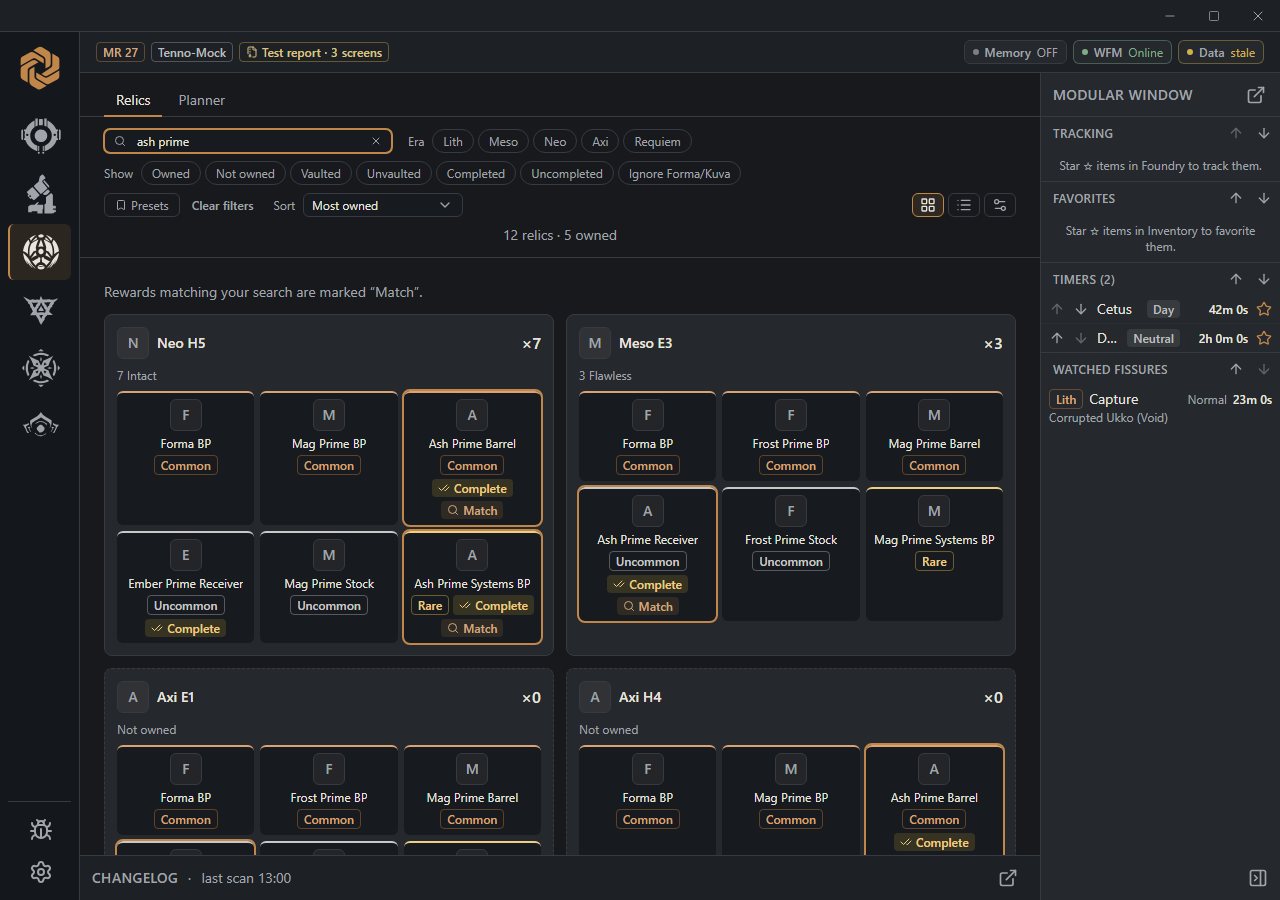 MR 27 Tenno-Mock Test report · 3 screens Memory OFF WFM Online Data stale
Relics Planner
ash prime Era Lith Meso Neo Axi Requiem
Show Owned Not owned Vaulted Unvaulted Completed Uncompleted Ignore Forma/Kuva
Presets Clear filters Sort Most owned
12 relics · 5 owned
Rewards matching your search are marked “Match”.
N Neo H5 ×7
7 Intact
F M A
Forma BP Mag Prime BP Ash Prime Barrel
Common Common Common
Complete
Match
E M A
Ember Prime Receiver Mag Prime Stock Ash Prime Systems BP
Uncommon Uncommon Rare Complete
Complete Match
M Meso E3 ×3
3 Flawless
F F M
Forma BP Frost Prime BP Mag Prime Barrel
Common Common Common
A F M
Ash Prime Receiver Frost Prime Stock Mag Prime Systems BP
Uncommon Uncommon Rare
Complete
Match
A Axi E1 ×0
Not owned
F F M
Forma BP Frost Prime BP Mag Prime Barrel
Common Common Common
A Axi H4 ×0
Not owned
F M A
Forma BP Mag Prime BP Ash Prime Barrel
Common Common Common
Complete
MODULAR WINDOW
TRACKING
Star ☆ items in Foundry to track them.
FAVORITES
Star ☆ items in Inventory to favorite
them.
TIMERS (2)
Cetus Day 42m 0s
D... Neutral 2h 0m 0s
WATCHED FISSURES
Lith Capture Normal 23m 0s
Corrupted Ukko (Void)
CHANGELOG · last scan 13:00